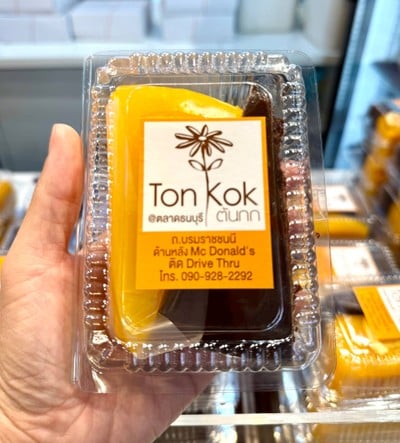 Ton Kok
@ตลาดธนบุรี ต้นกก
ถ.บรมราชชนนี
ด้านหลัง Mc Donald's
ติด Drive Thru
โทร. 090-928-2292